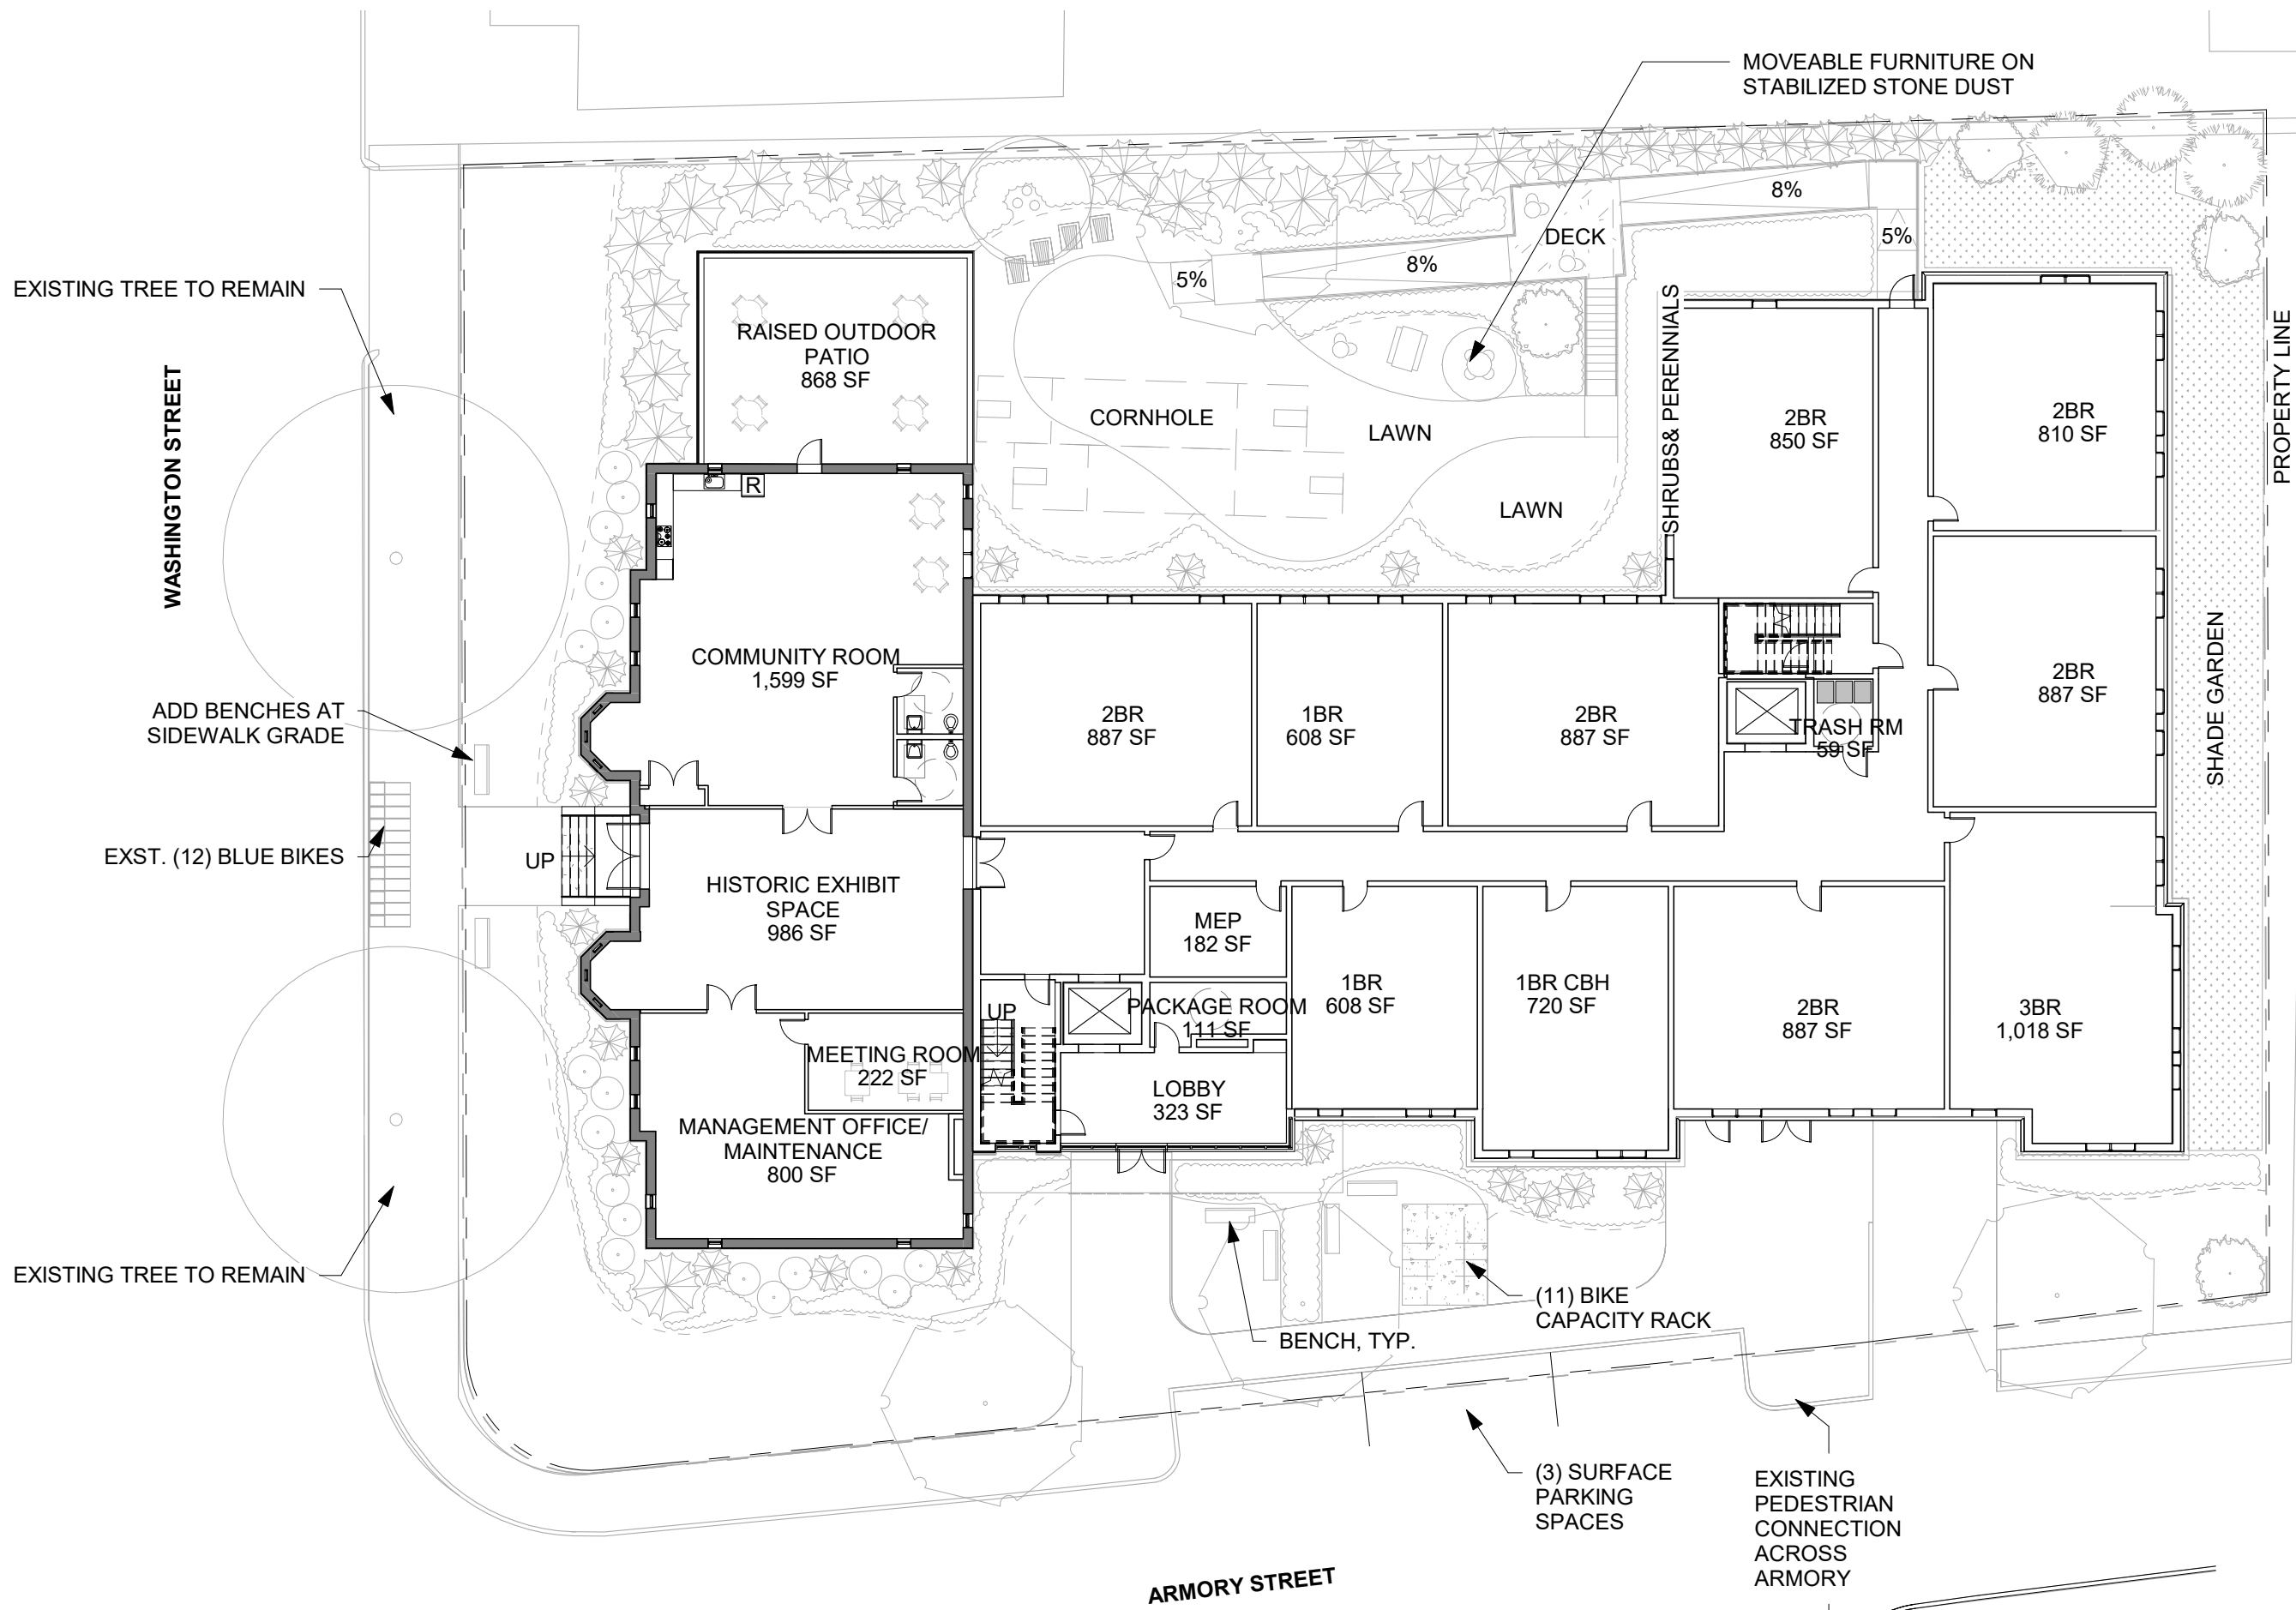 MOVEABLE FURNITURE ON
STABILIZED STONE DUST
8%
DECK
5%
8%
5%
EXISTING TREE TO REMAIN
WASHINGTON STREET
RAISED OUTDOOR
PATIO
868 SF
CORNHOLE
LAWN
LAWN
SHRUBS& PERENNIALS
2BR
850 SF
2BR
810 SF
PROPERTY LINE
R
COMMUNITY ROOM
1,599 SF
2BR
887 SF
1BR
608 SF
2BR
887 SF
TRASH RM
59 SF
2BR
887 SF
SHADE GARDEN
ADD BENCHES AT
SIDEWALK GRADE
EXST. (12) BLUE BIKES
UP
HISTORIC EXHIBIT
SPACE
986 SF
MEP
182 SF
PACKAGE ROOM
111 SF
UP
1BR
608 SF
1BR CBH
720 SF
2BR
887 SF
3BR
1,018 SF
MEETING ROOM
222 SF
LOBBY
323 SF
MANAGEMENT OFFICE/
MAINTENANCE
800 SF
EXISTING TREE TO REMAIN
(11) BIKE
CAPACITY RACK
BENCH, TYP.
(3) SURFACE
PARKING
SPACES
EXISTING
PEDESTRIAN
CONNECTION
ACROSS
ARMORY
ARMORY STREET